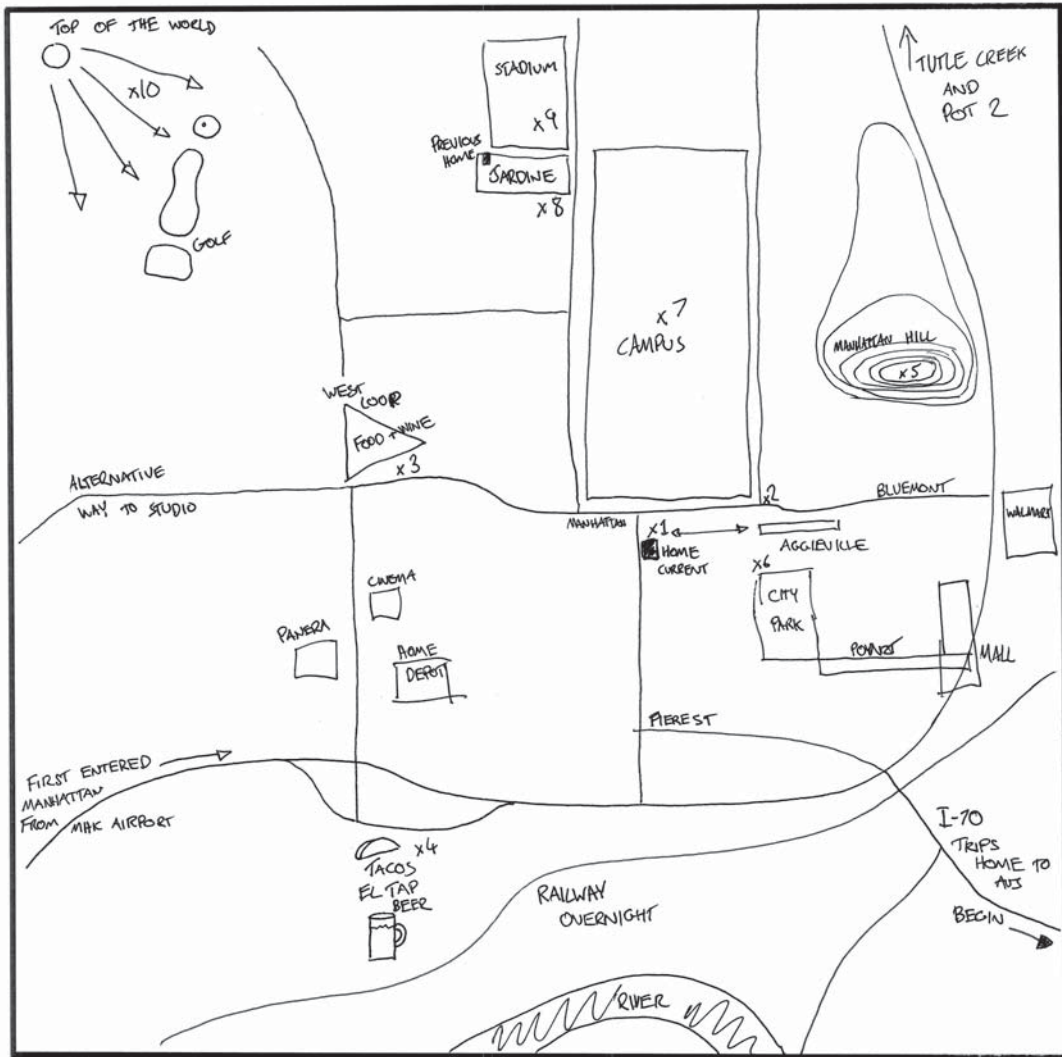 TOP OF THE WORLD
x10
GOLF
STADIUM
x9
PREVIOUS
HOME
JARDINE
x8
TUTLE CREEK
AND
POT 2
x7
CAMPUS
MANHATTAN HILL
x5
WEST
LOOP
FOOD + WINE
x3
ALTERNATIVE
WAY TO STUDIO
MANHATTAN
x2
BLUEMONT
WALMART
x1
HOME
CURRENT
AGGIEVILLE
x6
CITY
PARK
CINEMA
PANERA
HOME
DEPOT
POYNTZ
MALL
FIEREST
FIRST ENTERED
MANHATTAN
FROM MHK AIRPORT
x4
TACOS
EL TAP
BEER
I-70
TRIPS
HOME TO
AUS
BEGIN
RAILWAY
OVERNIGHT
RIVER